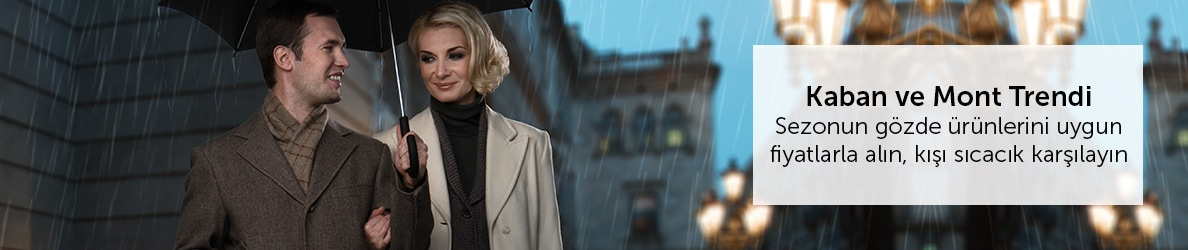 Kaban ve Mont Trendi
Sezonun gözde ürünlerini uygun
fiyatlarla alın, kışı sıcacık karşılayın